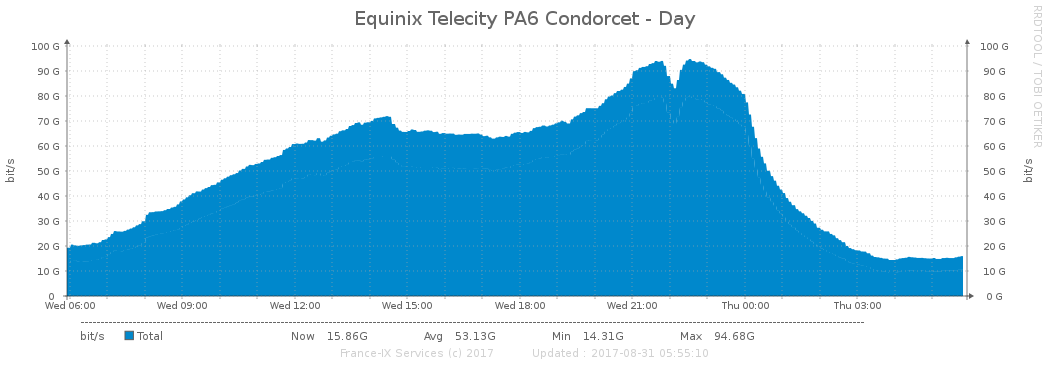 Equinix Telecity PA6 Condorcet - Day
RRDTOOL / TOBI OETIKER
100 G 100 G
90 G 90 G
80 G 80 G
70 G 70 G
60 G 60 G
50 G 50 G
40 G 40 G
30 G 30 G
20 G 20 G
10 G 10 G
0 0 G
bit/s
bit/s
Wed 06:00 Wed 09:00 Wed 12:00 Wed 15:00 Wed 18:00 Wed 21:00 Thu 00:00 Thu 03:00
bit/s Total Now 15.86G Avg 53.13G Min 14.31G Max 94.68G
France-IX Services (c) 2017 Updated : 2017-08-31 05:55:10